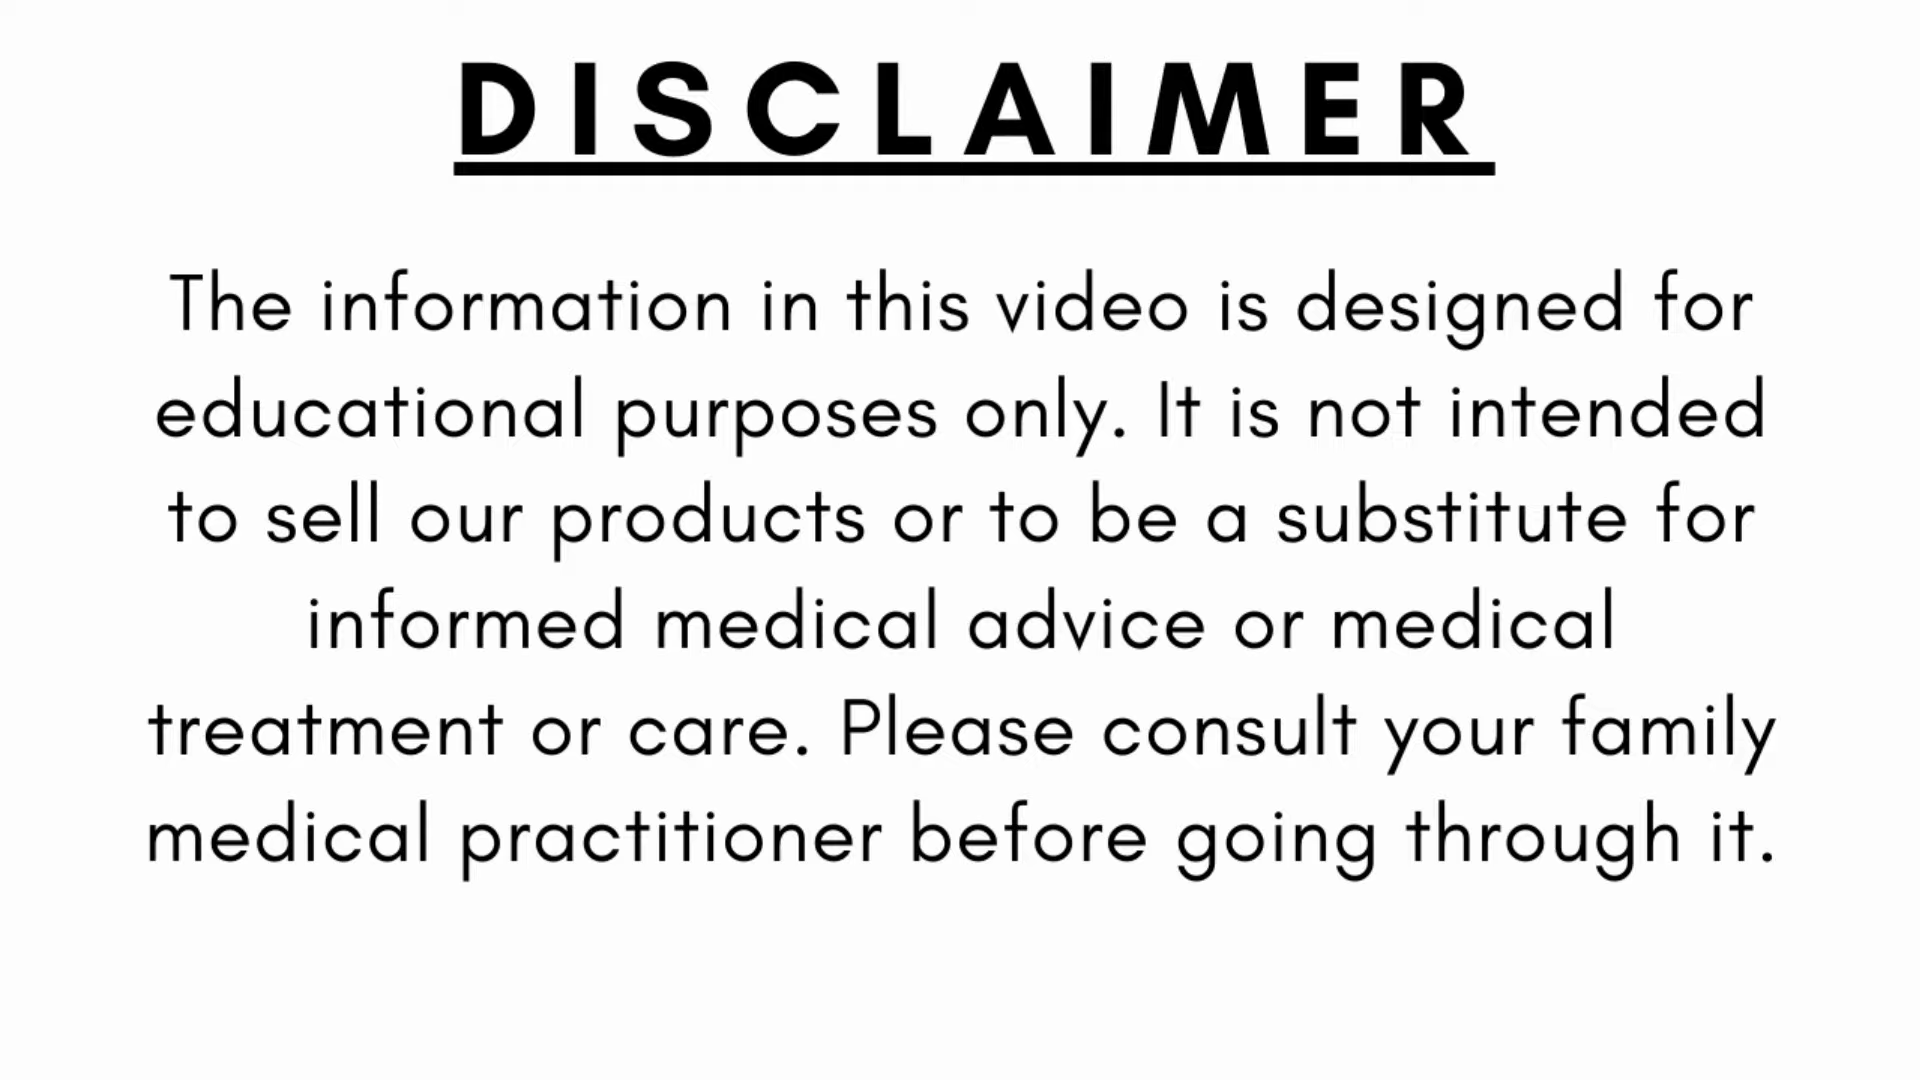 DISCLAIMER
The information in this video is designed for
educational purposes only. It is not intended
to sell our products or to be a substitute for
informed medical advice or medical
treatment or care. Please consult your family
medical practitioner before going through it.